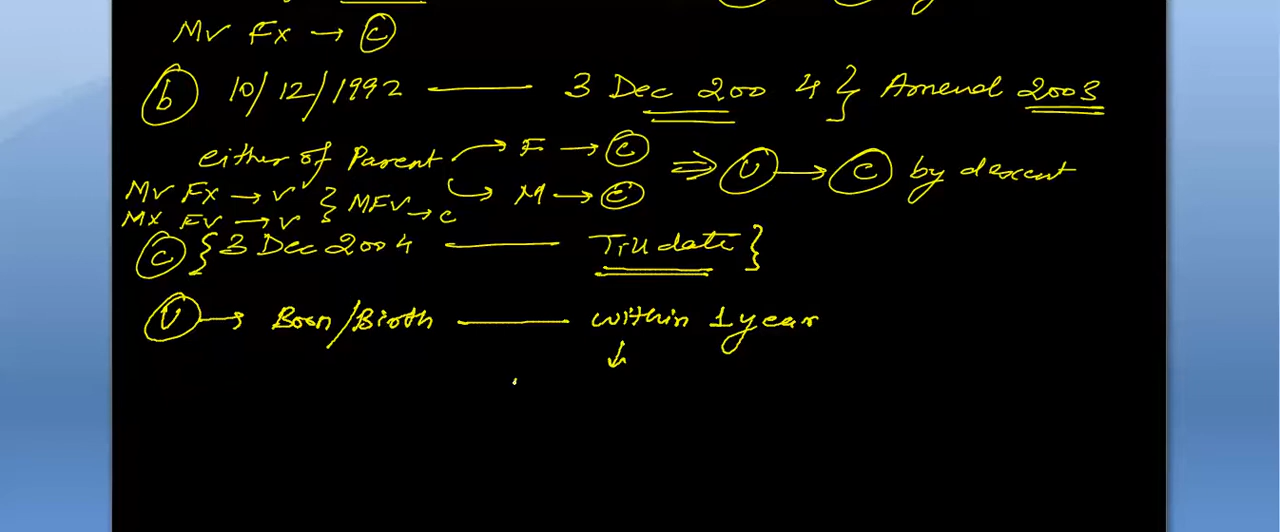 Mv Fx → ©
(b) 10/12/1992 —— 3 Dec 2004 } Amend 2003
either of Parent → F → © ⇒ (U) → © by descent
→ M → ©
Mv Fx → v } MFv → c
Mx Fv → v
(c) { 3 Dec 2004 —— Till date }
(U) → Born/Birth —— within 1 year
↓